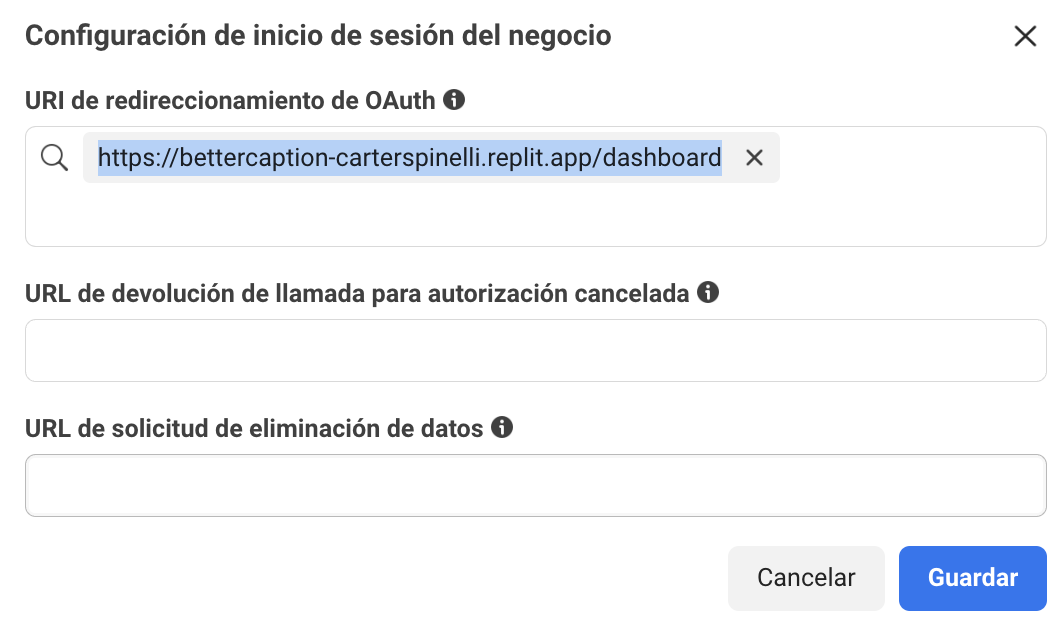 Configuración de inicio de sesión del negocio
URI de redireccionamiento de OAuth
https://bettercaption-carterspinelli.replit.app/dashboard
URL de devolución de llamada para autorización cancelada
URL de solicitud de eliminación de datos
Cancelar
Guardar